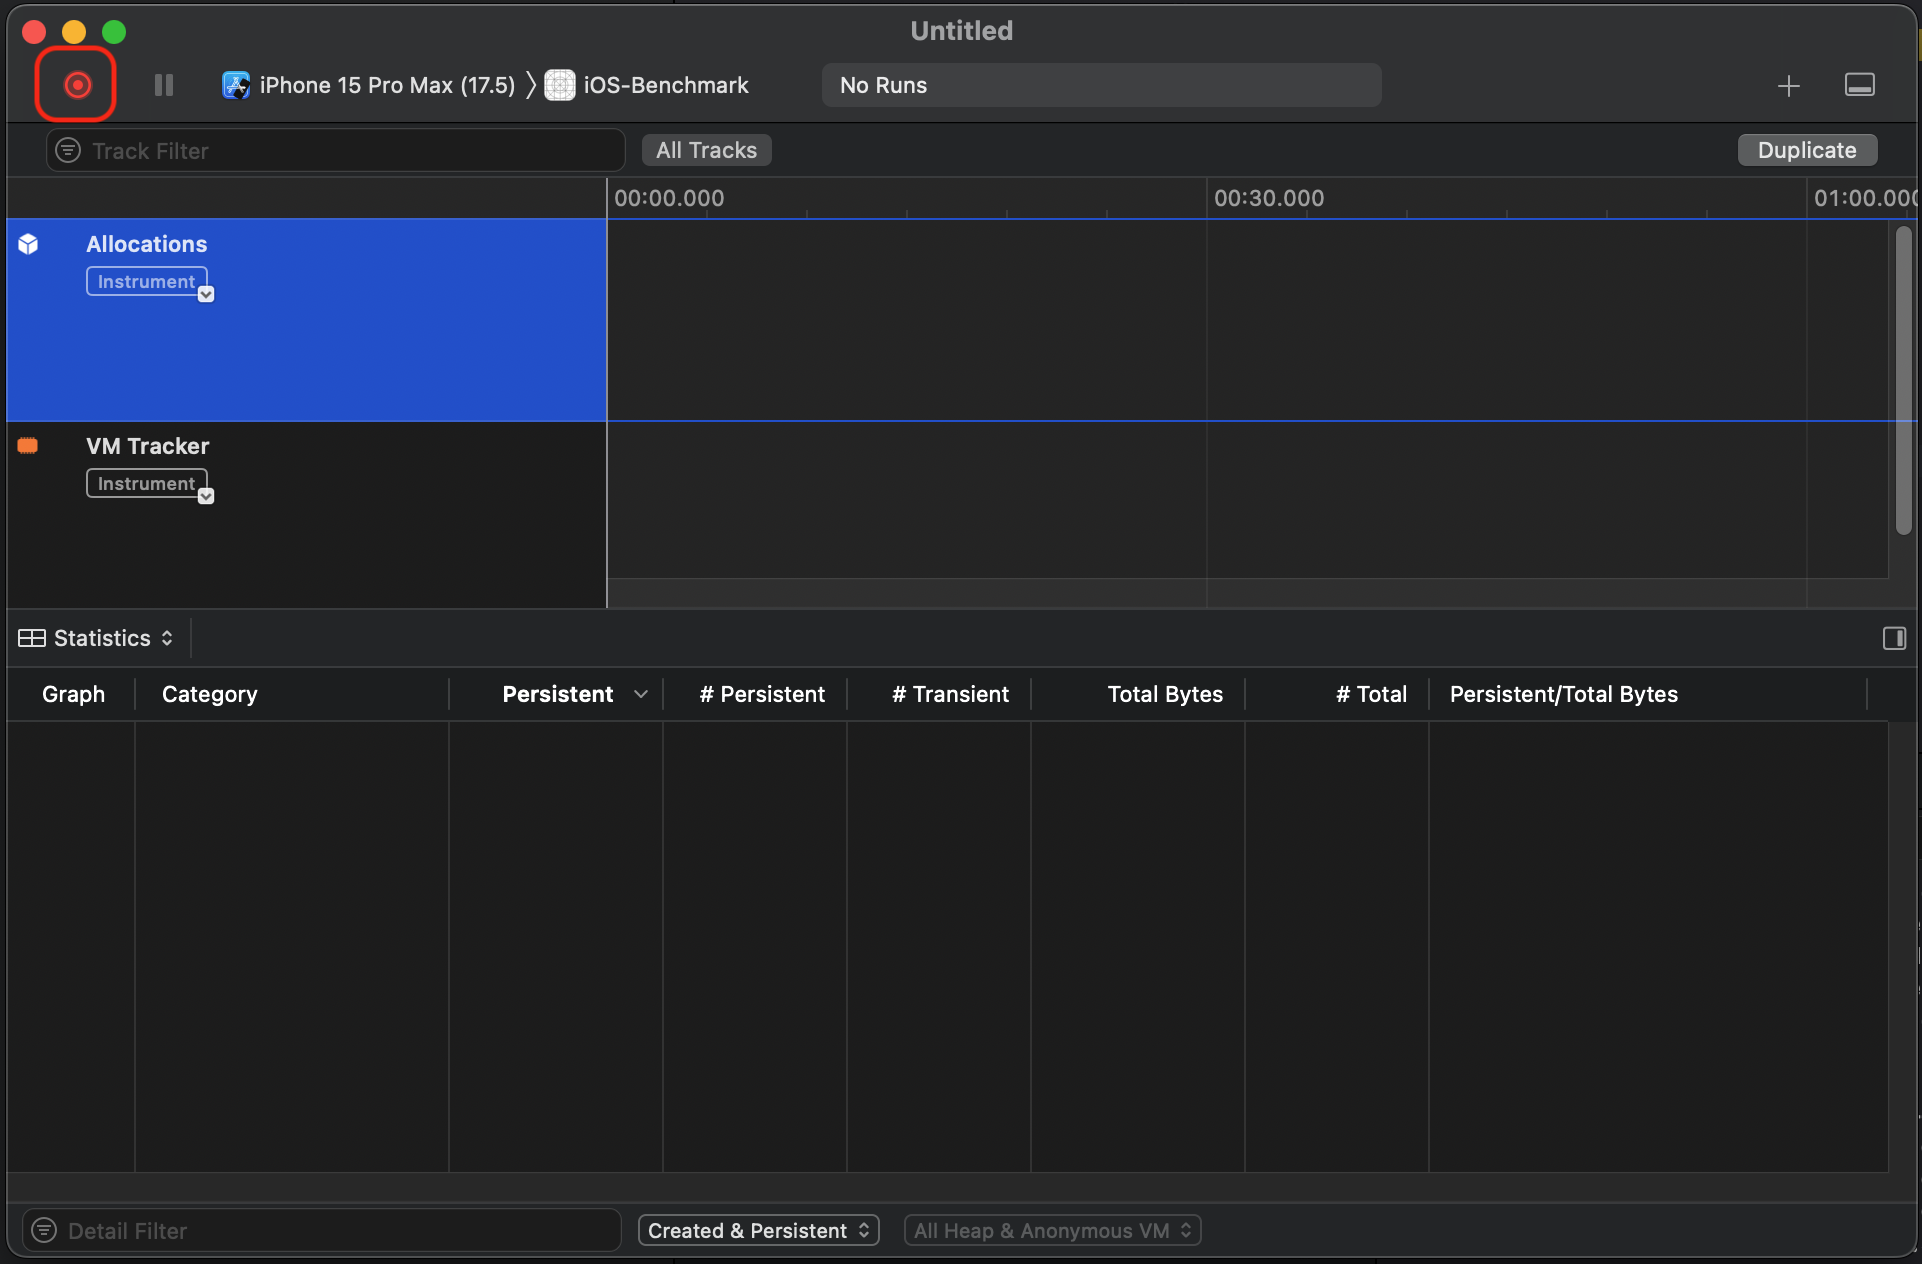 Untitled
iPhone 15 Pro Max (17.5) 〉 iOS-Benchmark
No Runs
Track Filter
All Tracks
Duplicate
00:00.000
00:30.000
01:00.000
Allocations
Instrument
VM Tracker
Instrument
Statistics
Graph
Category
Persistent
# Persistent
# Transient
Total Bytes
# Total
Persistent/Total Bytes
Detail Filter
Created & Persistent
All Heap & Anonymous VM